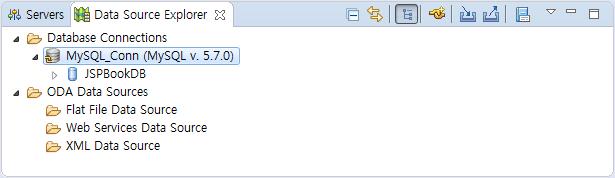 Servers Data Source Explorer
Database Connections
MySQL_Conn (MySQL v. 5.7.0)
JSPBookDB
ODA Data Sources
Flat File Data Source
Web Services Data Source
XML Data Source